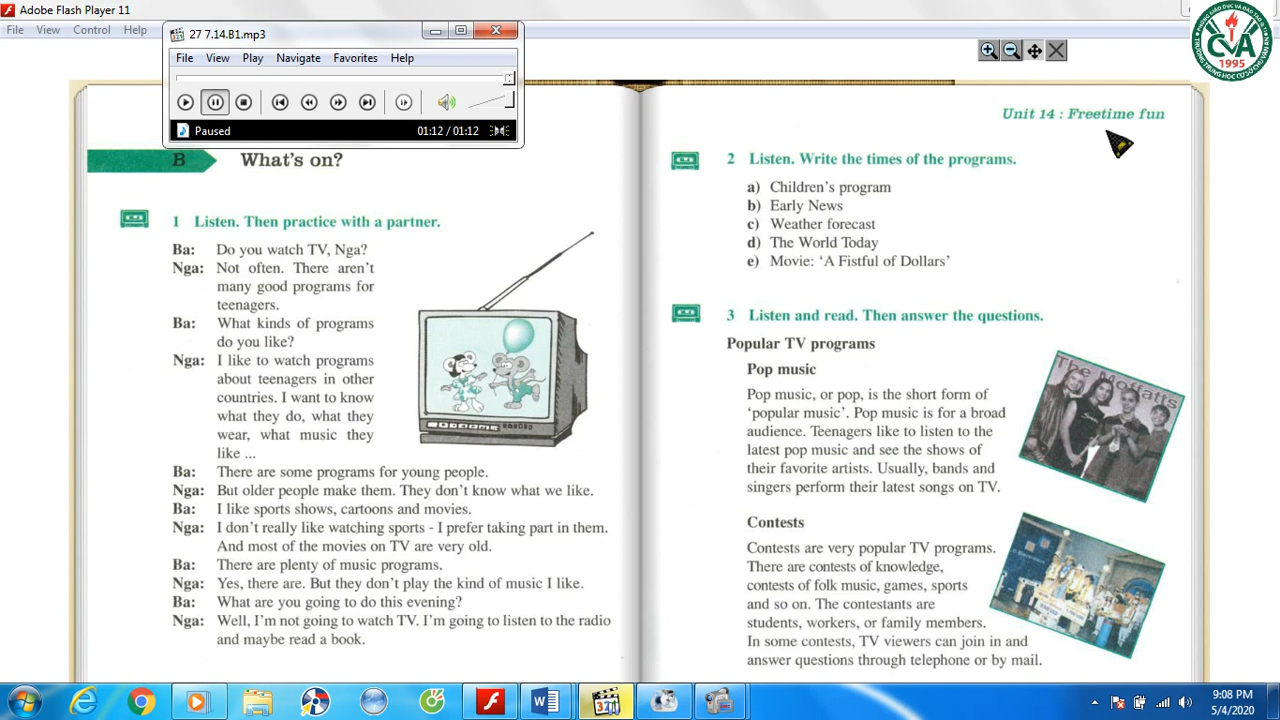 Adobe Flash Player 11
File View Control Help
27 7.14.B1.mp3
File View Play Navigate Favorites Help
Paused 01:12 / 01:12
CVA
1995
B What's on?
1 Listen. Then practice with a partner.
Ba: Do you watch TV, Nga?
Nga: Not often. There aren't
many good programs for
teenagers.
Ba: What kinds of programs
do you like?
Nga: I like to watch programs
about teenagers in other
countries. I want to know
what they do, what they
wear, what music they
like ...
Ba: There are some programs for young people.
Nga: But older people make them. They don't know what we like.
Ba: I like sports shows, cartoons and movies.
Nga: I don't really like watching sports - I prefer taking part in them.
And most of the movies on TV are very old.
Ba: There are plenty of music programs.
Nga: Yes, there are. But they don't play the kind of music I like.
Ba: What are you going to do this evening?
Nga: Well, I'm not going to watch TV. I'm going to listen to the radio
and maybe read a book.
Unit 14 : Freetime fun
2 Listen. Write the times of the programs.
a) Children's program
b) Early News
c) Weather forecast
d) The World Today
e) Movie: 'A Fistful of Dollars'
3 Listen and read. Then answer the questions.
Popular TV programs
Pop music
Pop music, or pop, is the short form of
'popular music'. Pop music is for a broad
audience. Teenagers like to listen to the
latest pop music and see the shows of
their favorite artists. Usually, bands and
singers perform their latest songs on TV.
The Moffatts
Contests
Contests are very popular TV programs.
There are contests of knowledge,
contests of folk music, games, sports
and so on. The contestants are
students, workers, or family members.
In some contests, TV viewers can join in and
answer questions through telephone or by mail.
321
9:08 PM
5/4/2020